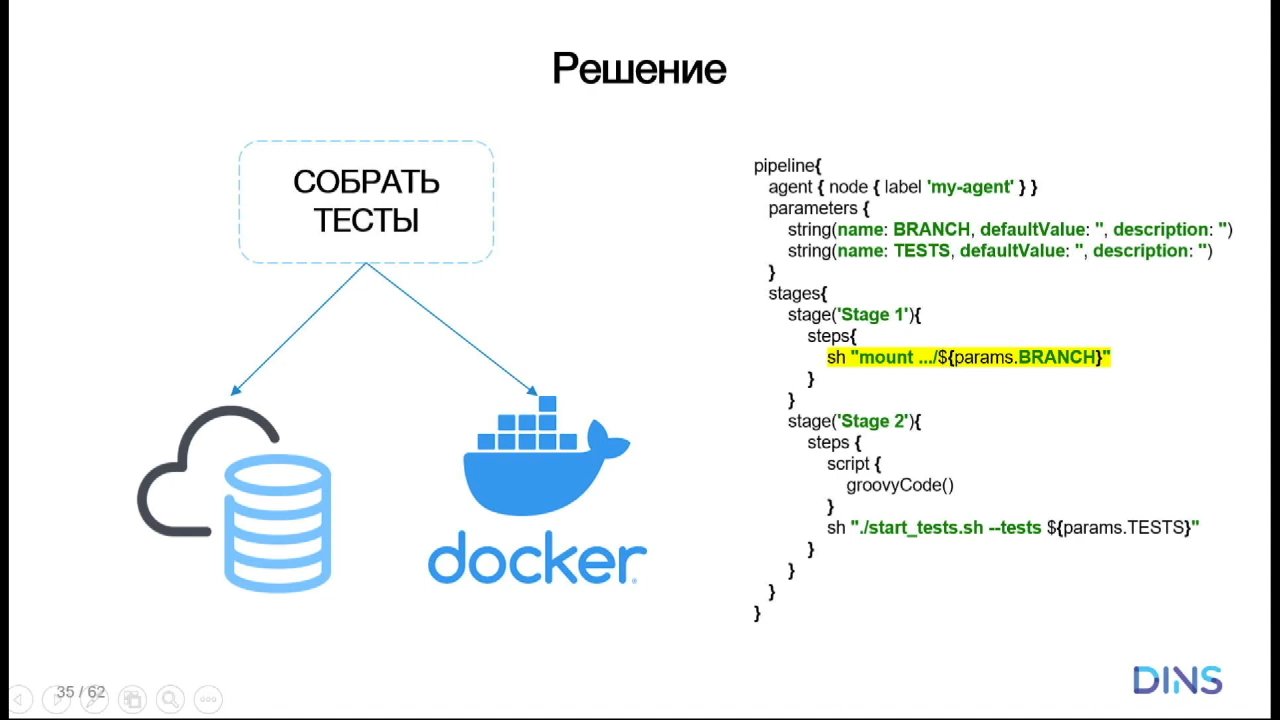 Решение
СОБРАТЬ
ТЕСТЫ
docker
pipeline{
agent { node { label 'my-agent' } }
parameters {
string(name: BRANCH, defaultValue: '', description: '')
string(name: TESTS, defaultValue: '', description: '')
}
stages{
stage('Stage 1'){
steps{
sh "mount .../${params.BRANCH}"
}
}
stage('Stage 2'){
steps {
script {
groovyCode()
}
sh "./start_tests.sh --tests ${params.TESTS}"
}
}
}
}
35 / 62
DINS